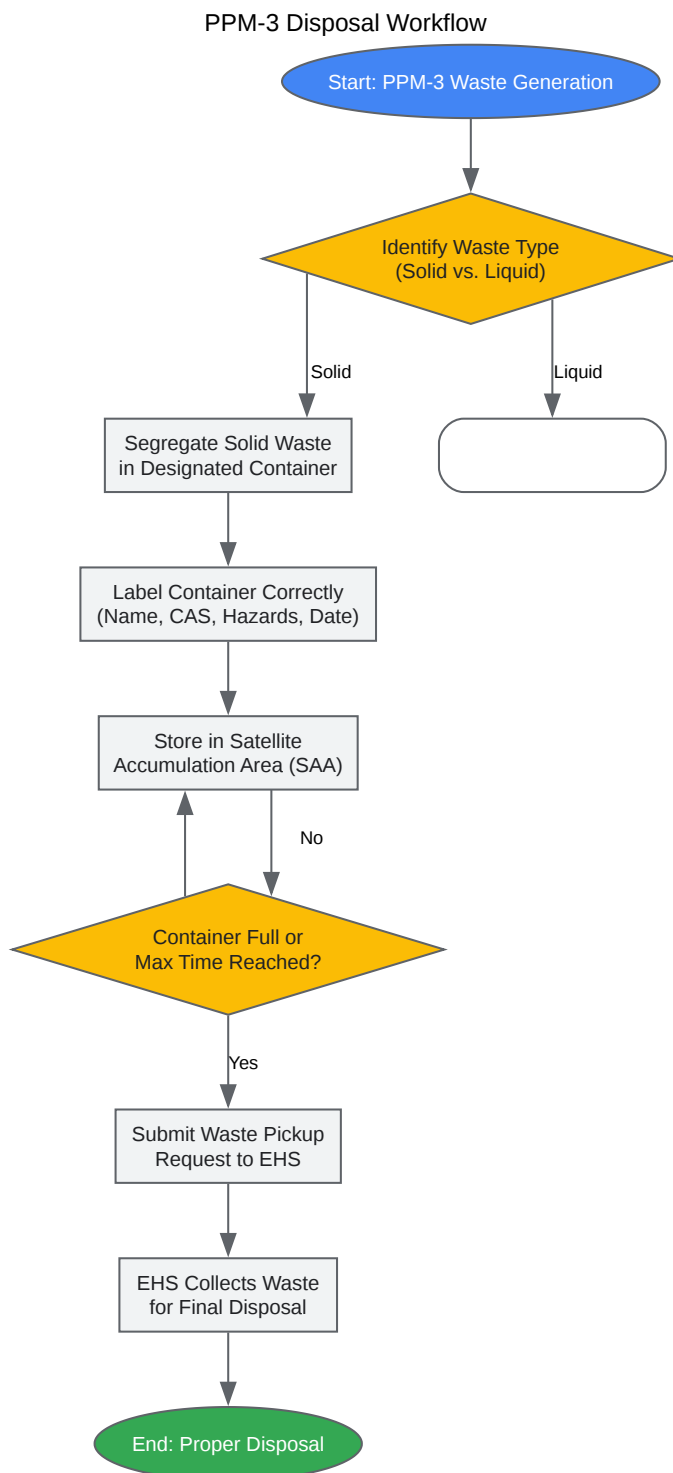 PPM-3 Disposal Workflow
Start: PPM-3 Waste Generation
Identify Waste Type
(Solid vs. Liquid)
Solid
Liquid
Segregate Solid Waste
in Designated Container
Label Container Correctly
(Name, CAS, Hazards, Date)
Store in Satellite
Accumulation Area (SAA)
No
Container Full or
Max Time Reached?
Yes
Submit Waste Pickup
Request to EHS
EHS Collects Waste
for Final Disposal
End: Proper Disposal